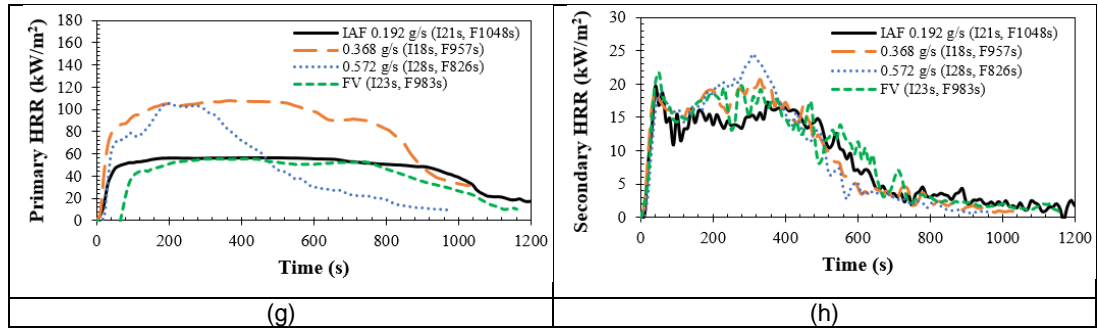 180
160
140
120
100
80
60
40
20
0
Primary HRR (kW/m²)
IAF 0.192 g/s (I21s, F1048s)
0.368 g/s (I18s, F957s)
0.572 g/s (I28s, F826s)
FV (I23s, F983s)
0 200 400 600 800 1000 1200
Time (s)
(g)
30
25
20
15
10
5
0
Secondary HRR (kW/m²)
IAF 0.192 g/s (I21s, F1048s)
0.368 g/s (I18s, F957s)
0.572 g/s (I28s, F826s)
FV (I23s, F983s)
0 200 400 600 800 1000 1200
Time (s)
(h)